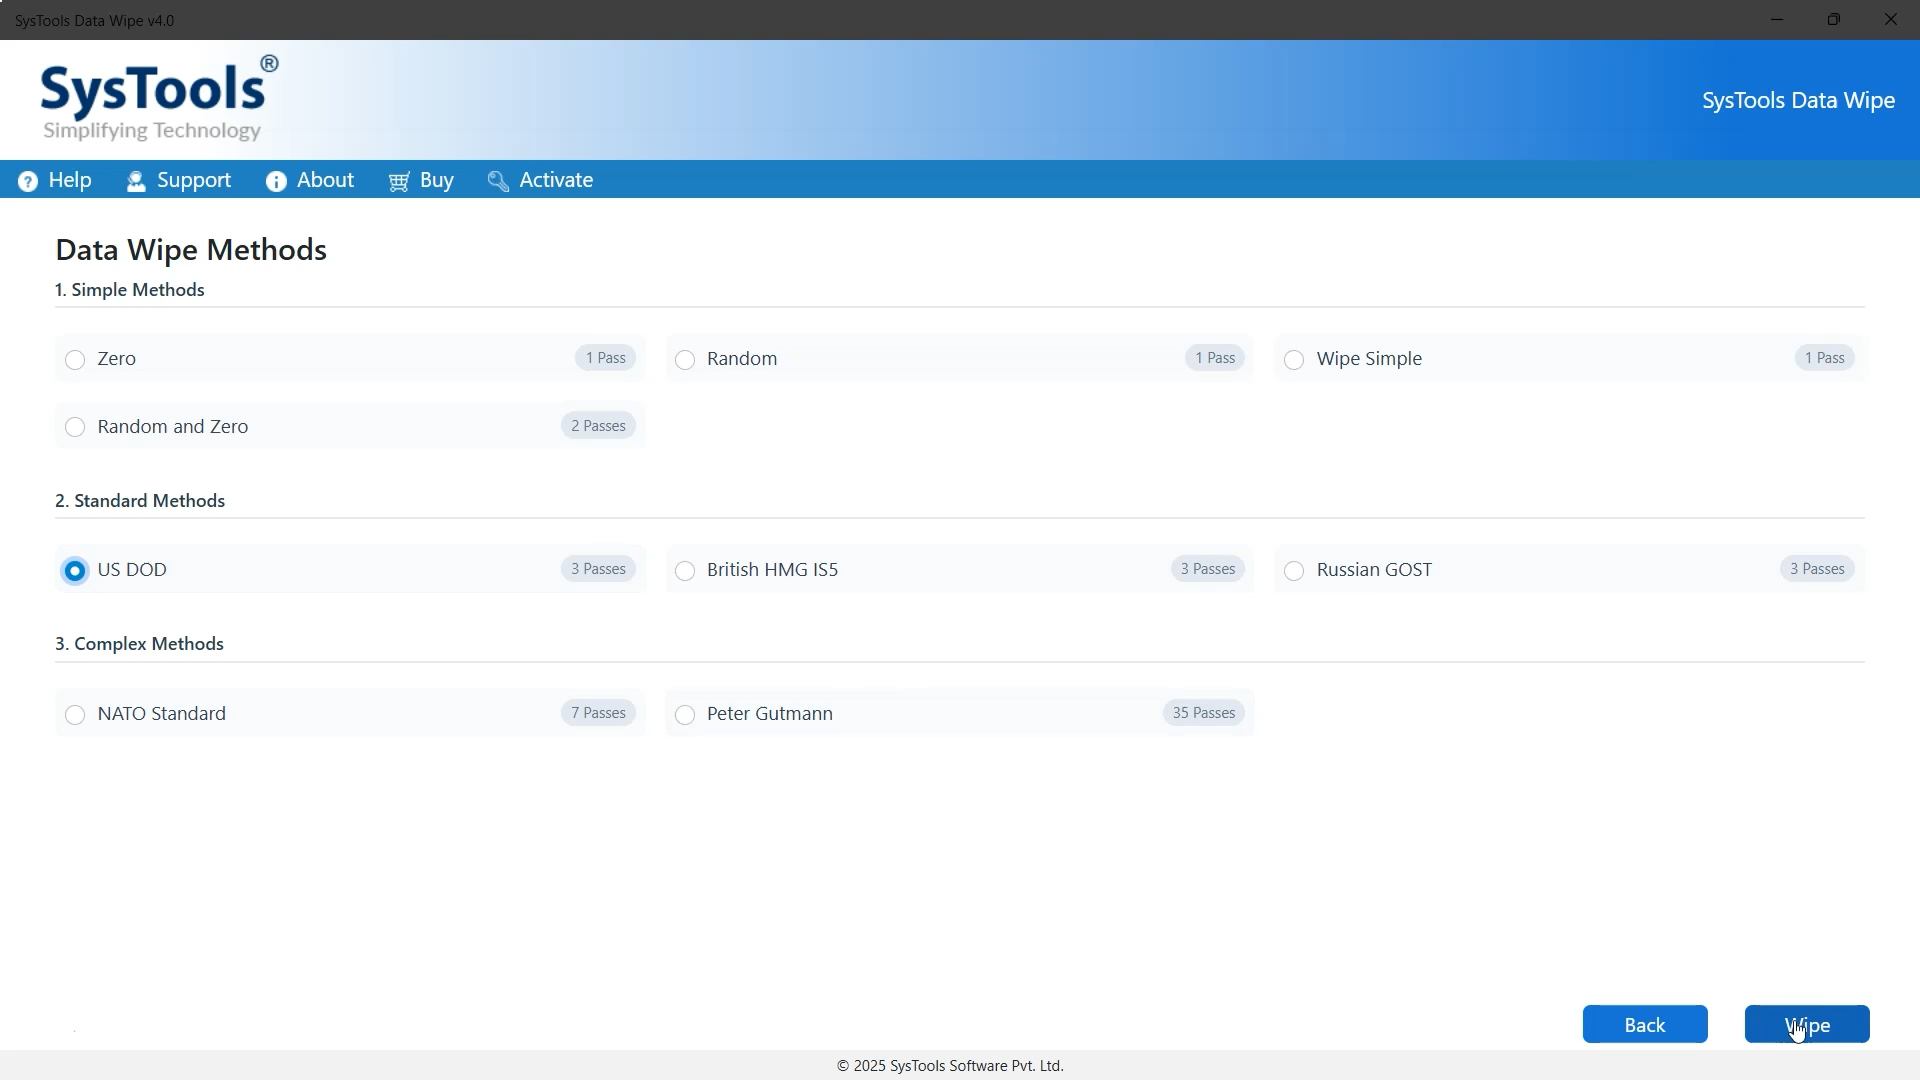 SysTools Data Wipe v4.0
SysTools®
Simplifying Technology
SysTools Data Wipe
Help Support About Buy Activate
Data Wipe Methods
1. Simple Methods
Zero 1 Pass Random 1 Pass Wipe Simple 1 Pass
Random and Zero 2 Passes
2. Standard Methods
US DOD 3 Passes British HMG IS5 3 Passes Russian GOST 3 Passes
3. Complex Methods
NATO Standard 7 Passes Peter Gutmann 35 Passes
Back Wipe
© 2025 SysTools Software Pvt. Ltd.